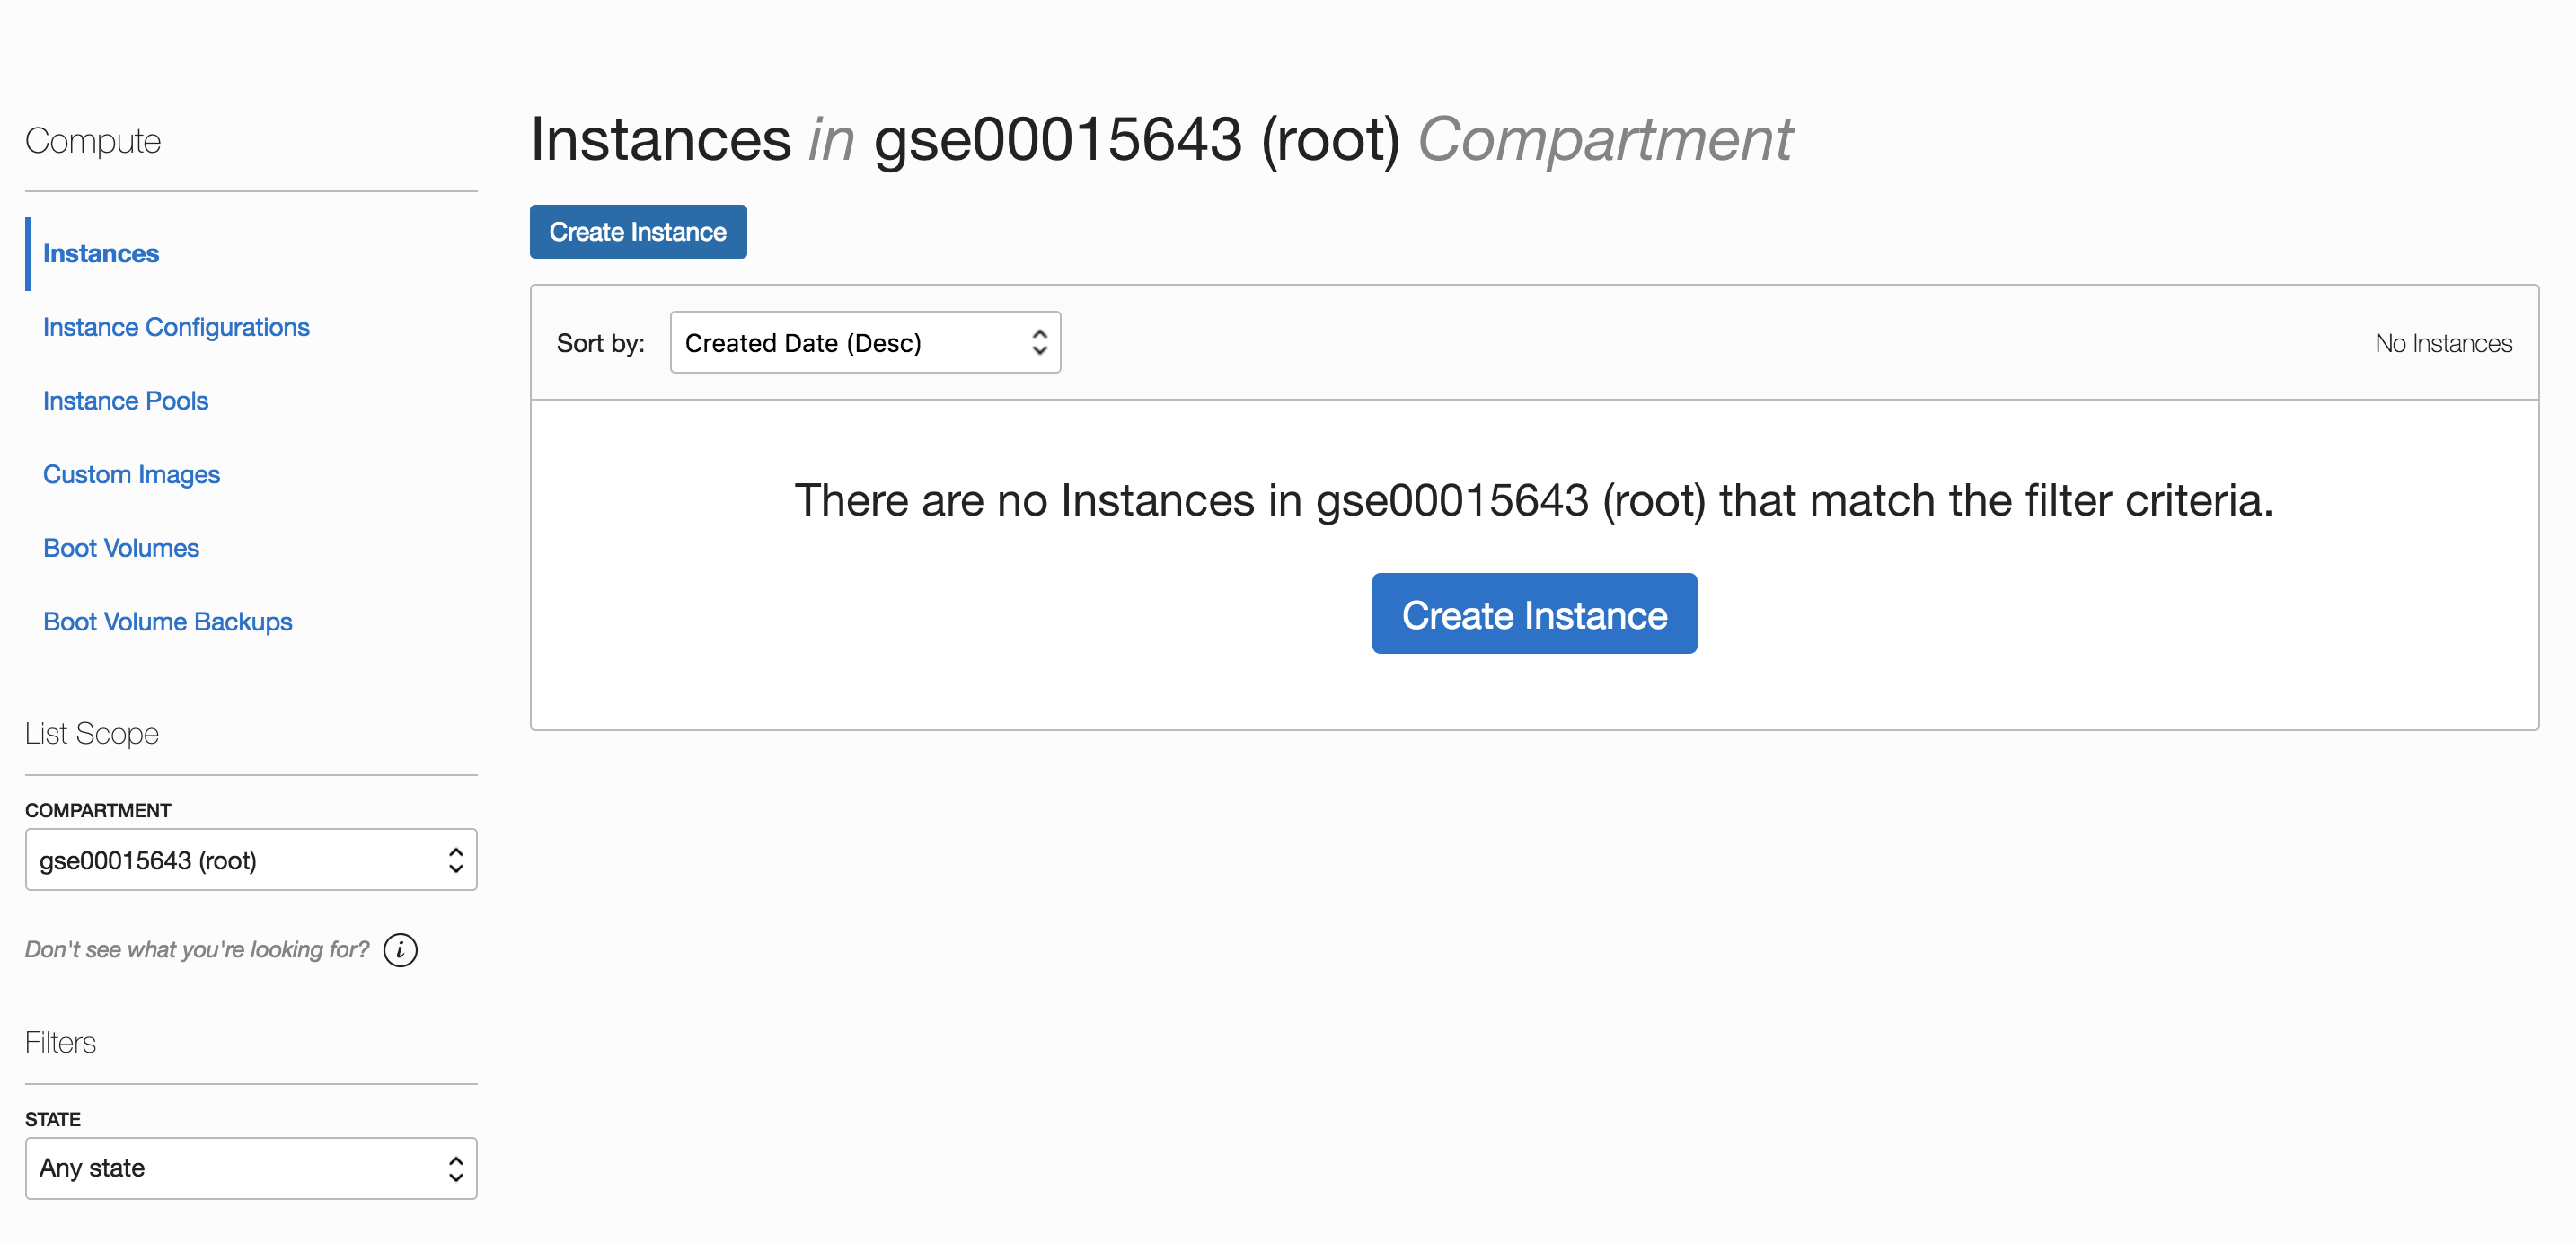 Compute
Instances
Instance Configurations
Instance Pools
Custom Images
Boot Volumes
Boot Volume Backups
List Scope
COMPARTMENT
gse00015643 (root)
Don't see what you're looking for? i
Filters
STATE
Any state
Instances in gse00015643 (root) Compartment
Create Instance
Sort by: Created Date (Desc) No Instances
There are no Instances in gse00015643 (root) that match the filter criteria.
Create Instance